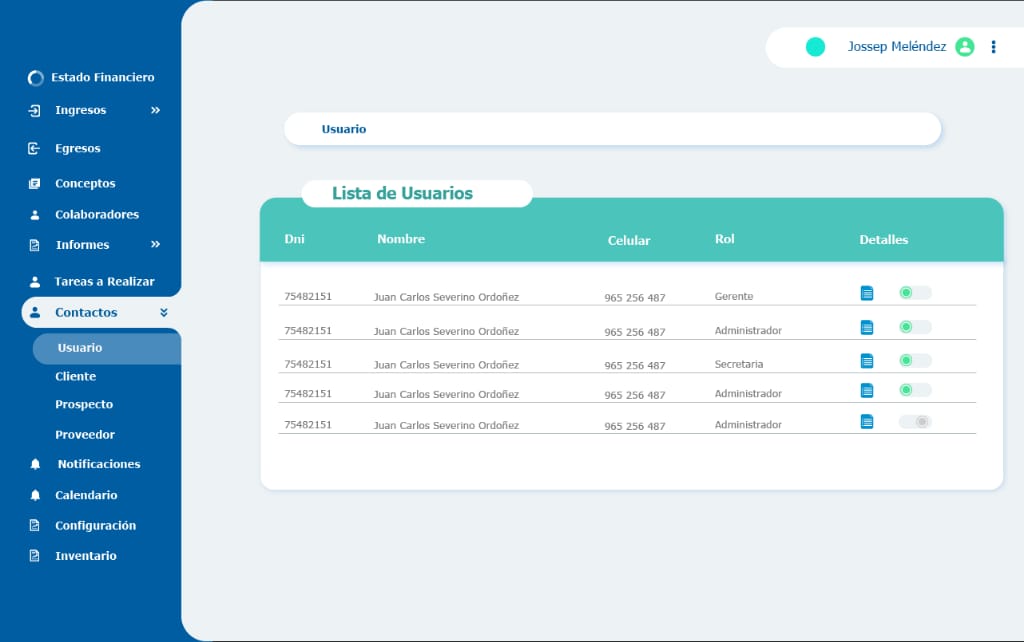 Jossep Meléndez
Estado Financiero
Ingresos
Egresos
Conceptos
Colaboradores
Informes
Tareas a Realizar
Contactos
Usuario
Cliente
Prospecto
Proveedor
Notificaciones
Calendario
Configuración
Inventario
Usuario
Lista de Usuarios
Dni Nombre Celular Rol Detalles
75482151 Juan Carlos Severino Ordoñez 965 256 487 Gerente
75482151 Juan Carlos Severino Ordoñez 965 256 487 Administrador
75482151 Juan Carlos Severino Ordoñez 965 256 487 Secretaria
75482151 Juan Carlos Severino Ordoñez 965 256 487 Administrador
75482151 Juan Carlos Severino Ordoñez 965 256 487 Administrador